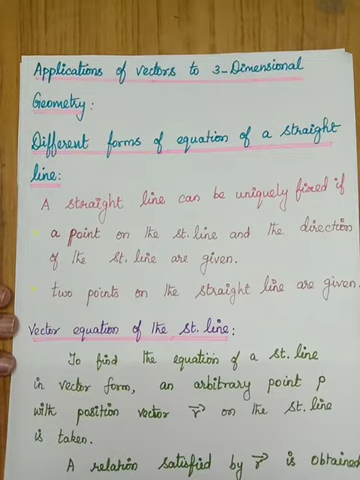 Applications of vectors to 3-Dimensional
Geometry:
Different forms of equation of a straight
line:
A straight line can be uniquely fixed if
a point on the st.line and the direction
of the st.line are given.
two points on the straight line are given.
Vector equation of the st.line:
To find the equation of a st.line
in vector form, an arbitrary point P
with position vector r⃗ on the st.line
is taken.
A relation satisfied by r⃗ is obtained